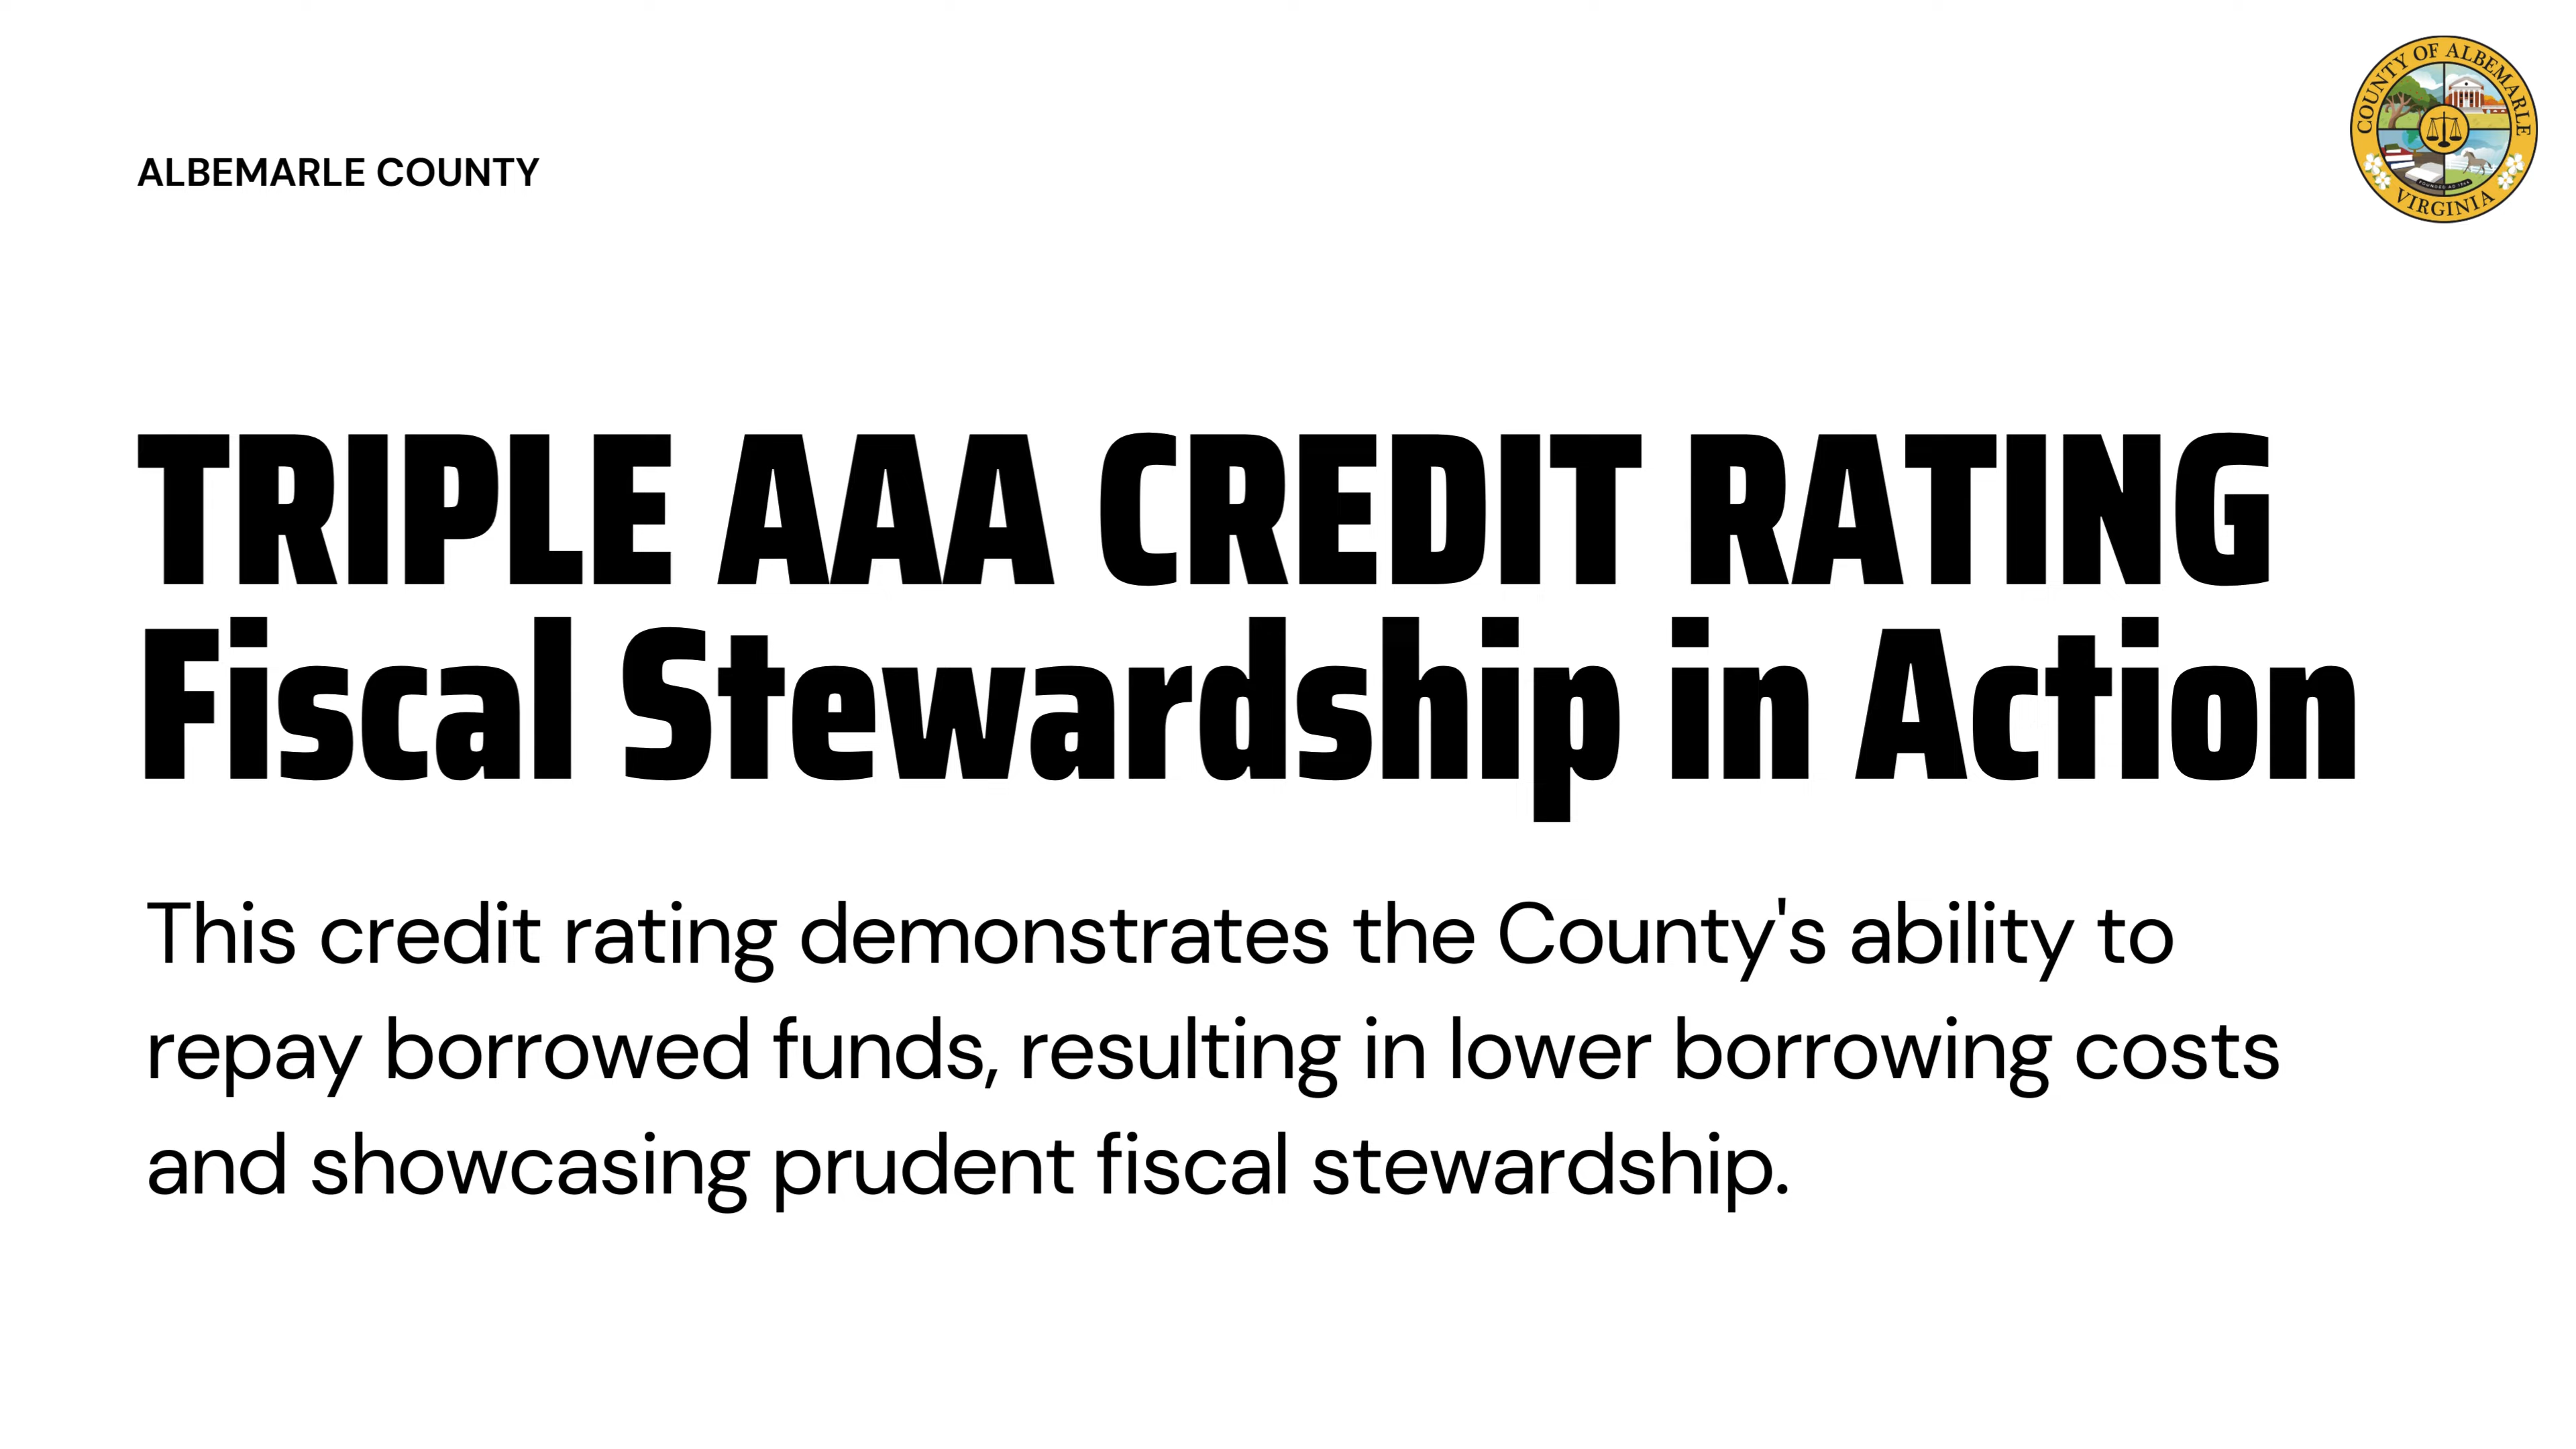 COUNTY OF ALBEMARLE
VIRGINIA
ALBEMARLE COUNTY
TRIPLE AAA CREDIT RATING
Fiscal Stewardship in Action
This credit rating demonstrates the County's ability to
repay borrowed funds, resulting in lower borrowing costs
and showcasing prudent fiscal stewardship.